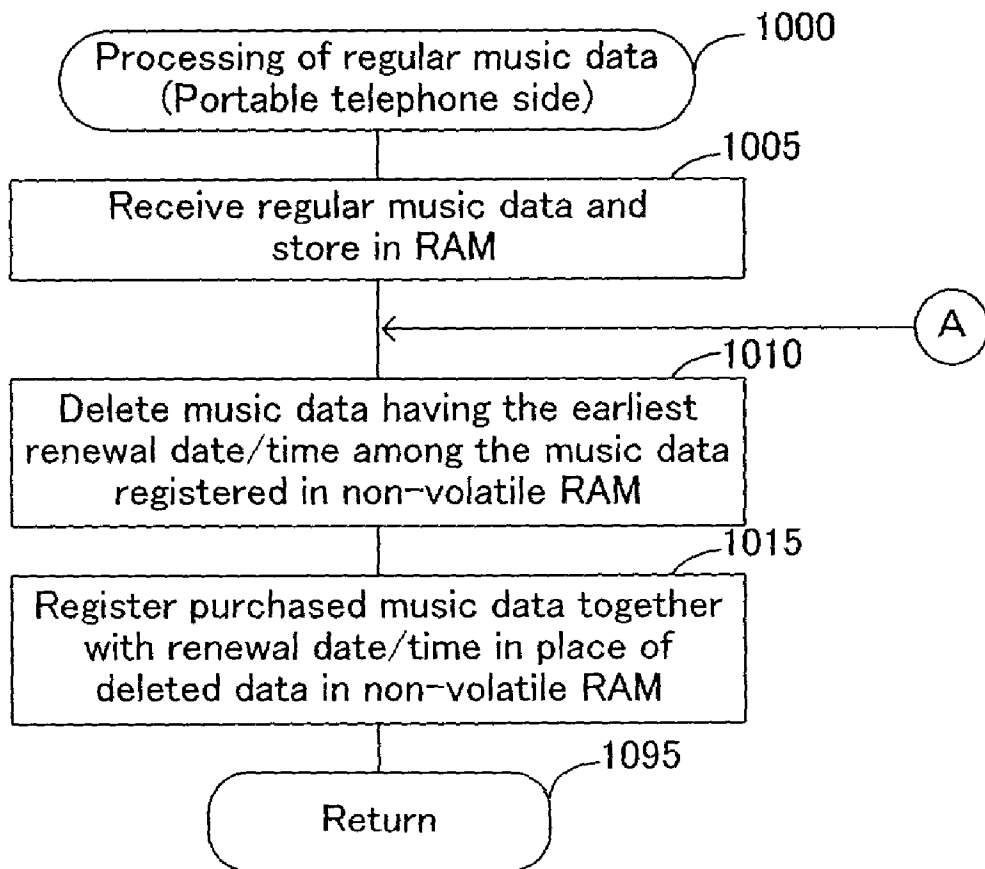 1000
Processing of regular music data
(Portable telephone side)
1005
Receive regular music data and
store in RAM
A
1010
Delete music data having the earliest
renewal date/time among the music data
registered in non-volatile RAM
1015
Register purchased music data together
with renewal date/time in place of
deleted data in non-volatile RAM
1095
Return